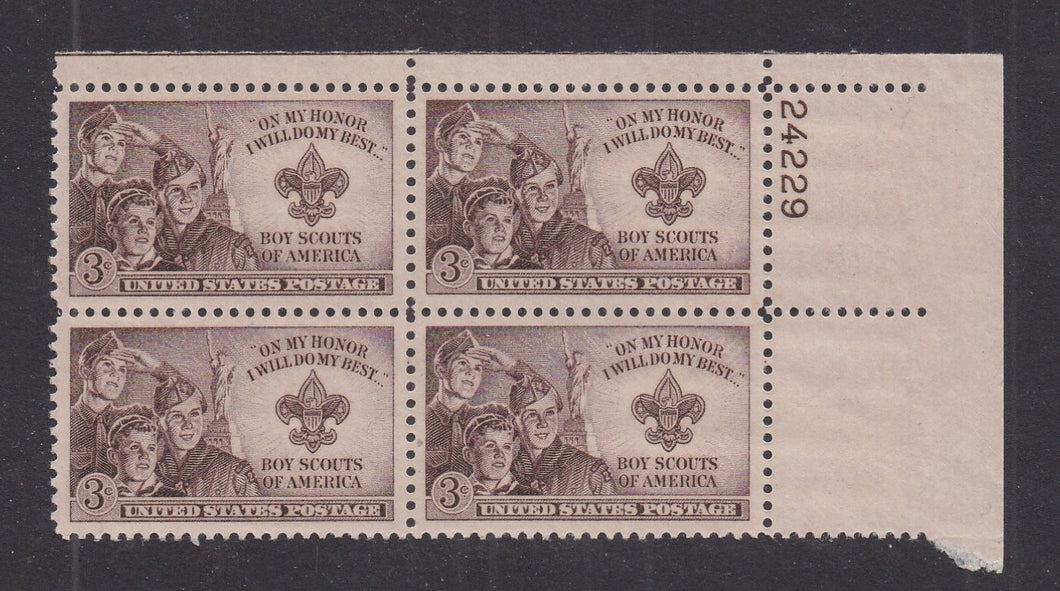 "ON MY HONOR
I WILL DO MY BEST..."
BOY SCOUTS
OF AMERICA
3¢
UNITED STATES POSTAGE
"ON MY HONOR
I WILL DO MY BEST..."
BOY SCOUTS
OF AMERICA
3¢
UNITED STATES POSTAGE
24229
"ON MY HONOR
I WILL DO MY BEST..."
BOY SCOUTS
OF AMERICA
3¢
UNITED STATES POSTAGE
"ON MY HONOR
I WILL DO MY BEST..."
BOY SCOUTS
OF AMERICA
3¢
UNITED STATES POSTAGE